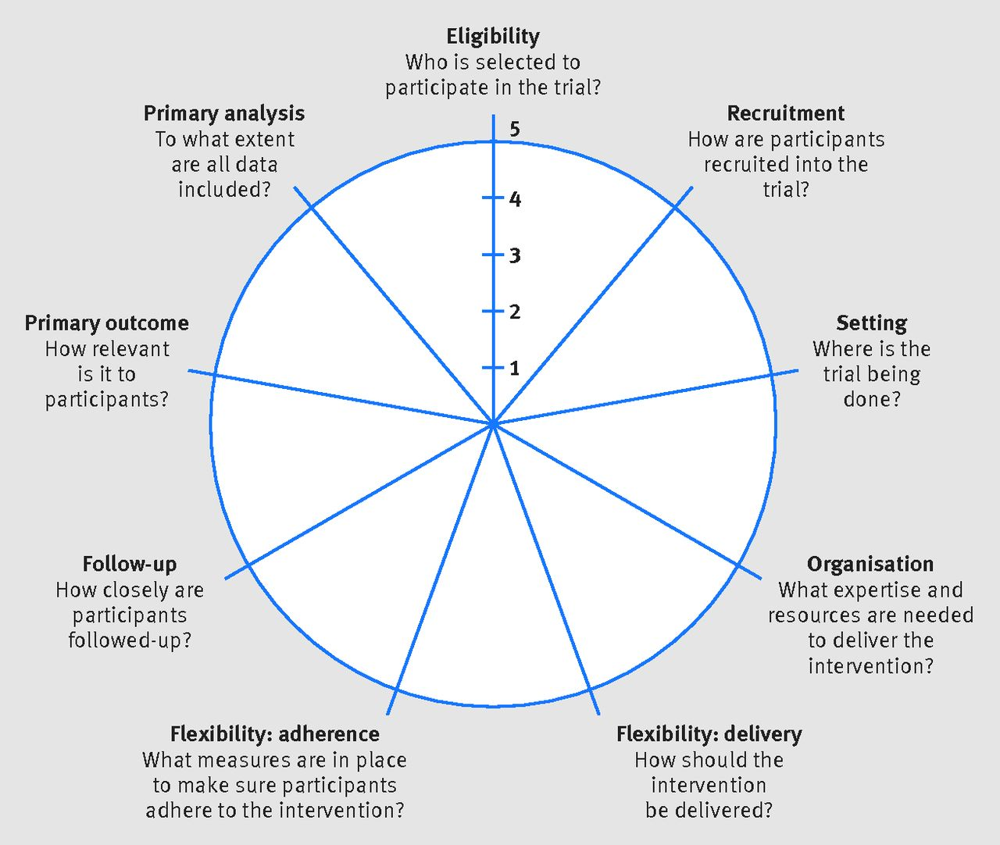 Eligibility
Who is selected to
participate in the trial?
Primary analysis
To what extent
are all data
included?
Recruitment
How are participants
recruited into the
trial?
5
4
3
2
1
Primary outcome
How relevant
is it to
participants?
Setting
Where is the
trial being
done?
Follow-up
How closely are
participants
followed-up?
Organisation
What expertise and
resources are needed
to deliver the
intervention?
Flexibility: adherence
What measures are in place
to make sure participants
adhere to the intervention?
Flexibility: delivery
How should the
intervention
be delivered?